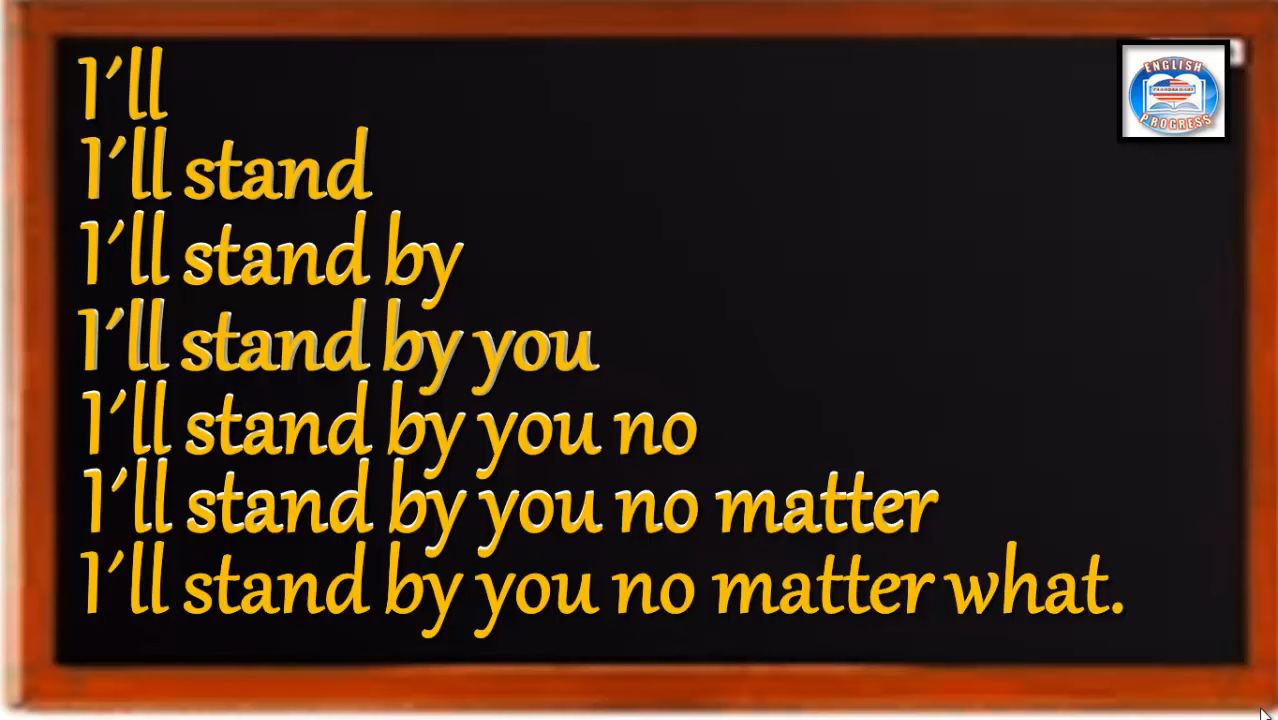 I'll
I'll stand
I'll stand by
I'll stand by you
I'll stand by you no
I'll stand by you no matter
I'll stand by you no matter what.
ENGLISH
PROGRESS